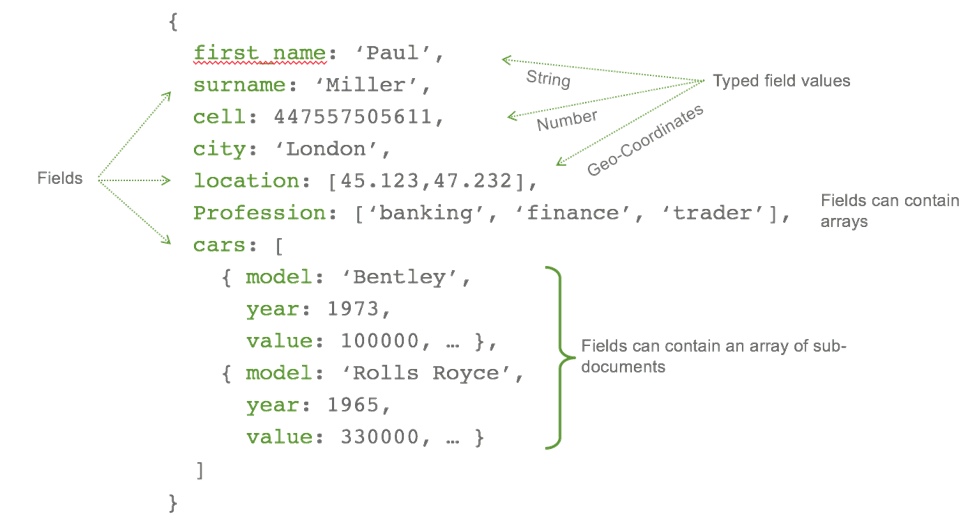 {
first_name: ‘Paul’,
surname: ‘Miller’,
cell: 447557505611,
city: ‘London’,
location: [45.123,47.232],
Profession: [‘banking’, ‘finance’, ‘trader’],
cars: [
{ model: ‘Bentley’,
year: 1973,
value: 100000, … },
{ model: ‘Rolls Royce’,
year: 1965,
value: 330000, … }
]
}
Fields
String
Number
Geo-Coordinates
Typed field values
Fields can contain
arrays
Fields can contain an array of sub-
documents